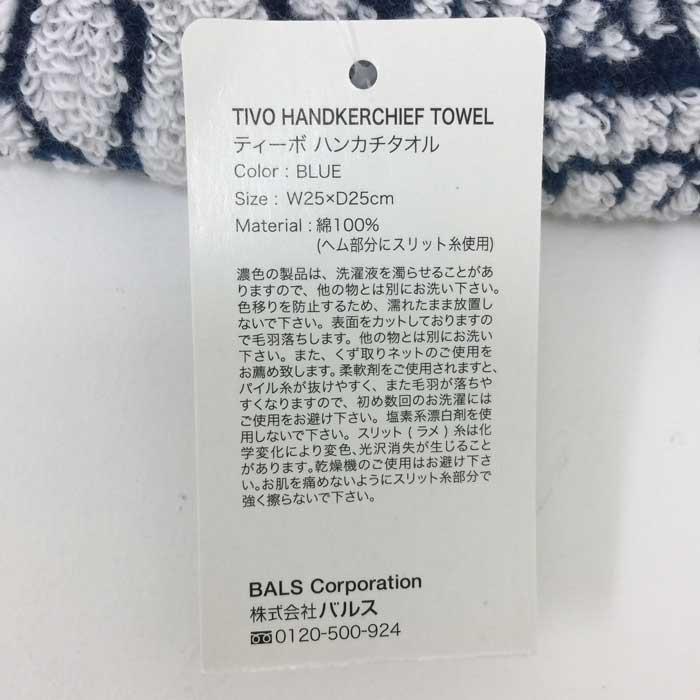 TIVO HANDKERCHIEF TOWEL
ティーボ ハンカチタオル
Color : BLUE
Size : W25×D25cm
Material : 綿100%
(ヘム部分にスリット糸使用)
濃色の製品は、洗濯液を濁らせることがあ
りますので、他の物とは別にお洗い下さい。
色移りを防止するため、濡れたまま放置し
ないで下さい。表面をカットしておりますの
で毛羽落ちします。他の物とは別にお洗い
下さい。また、くず取りネットのご使用を
お薦め致します。柔軟剤をご使用されますと、
パイル糸が抜けやすく、また毛羽が落ちや
すくなりますので、初め数回のお洗濯には
ご使用をお避け下さい。塩素系漂白剤を使
用しないで下さい。スリット(ラメ)糸は化
学変化により変色、光沢消失が生じること
があります。乾燥機のご使用はお避け下さ
い。お肌を痛めないようにスリット糸部分で
強く擦らないで下さい。
BALS Corporation
株式会社バルス
0120-500-924